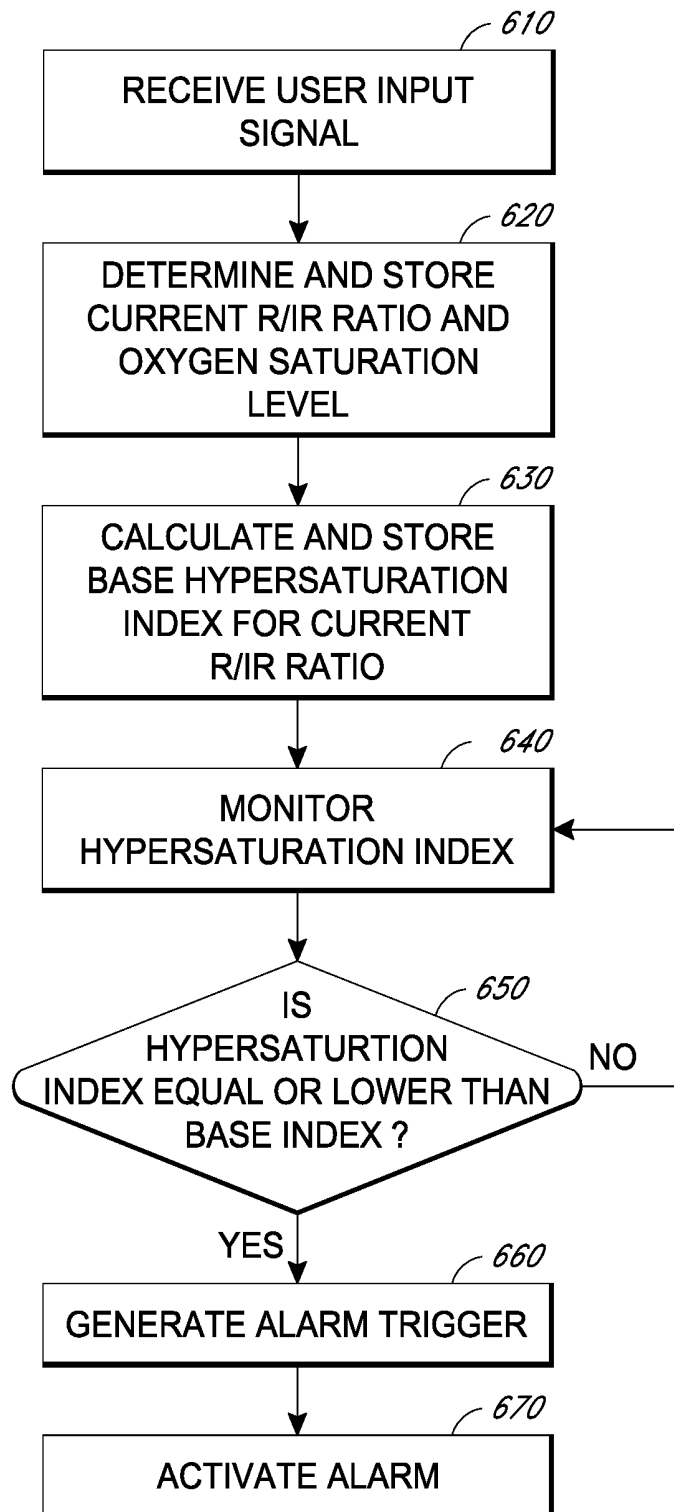 610
RECEIVE USER INPUT
SIGNAL
620
DETERMINE AND STORE
CURRENT R/IR RATIO AND
OXYGEN SATURATION
LEVEL
630
CALCULATE AND STORE
BASE HYPERSATURATION
INDEX FOR CURRENT
R/IR RATIO
640
MONITOR
HYPERSATURATION INDEX
650
IS
HYPERSATURTION
INDEX EQUAL OR LOWER THAN
BASE INDEX ?
NO
YES
660
GENERATE ALARM TRIGGER
670
ACTIVATE ALARM